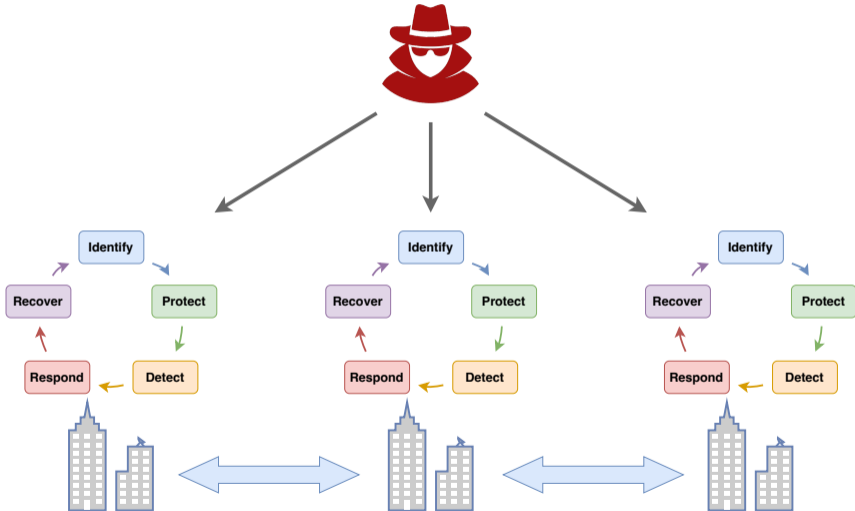 Identify
Identify
Identify
Recover
Protect
Recover
Protect
Recover
Protect
Respond
Detect
Respond
Detect
Respond
Detect